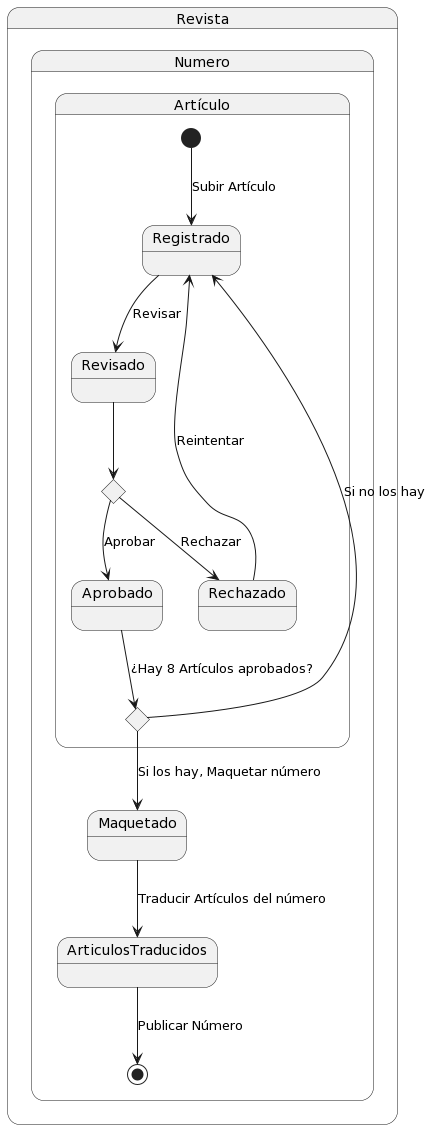 Revista
Numero
Artículo
Subir Artículo
Registrado
Revisar
Revisado
Reintentar
Si no los hay
Aprobar
Rechazar
Aprobado
Rechazado
¿Hay 8 Artículos aprobados?
Si los hay, Maquetar número
Maquetado
Traducir Artículos del número
ArticulosTraducidos
Publicar Número